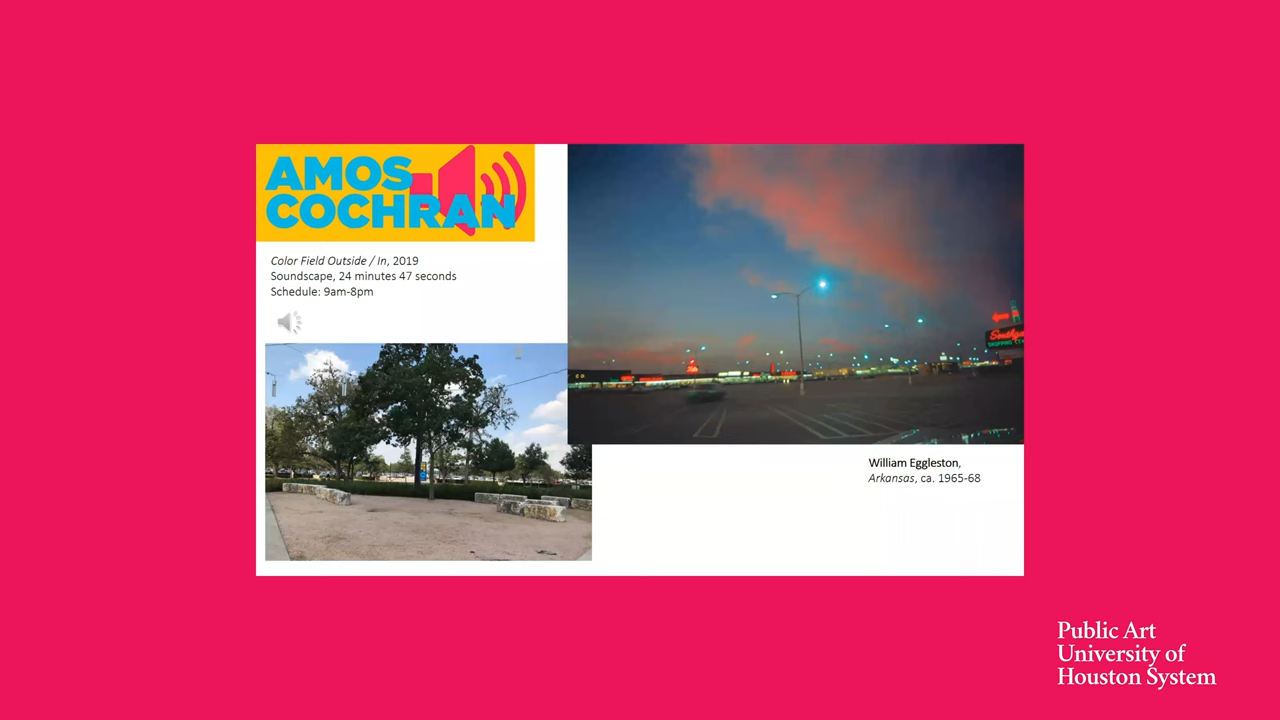 AMOS
COCHRAN
Color Field Outside / In, 2019
Soundscape, 24 minutes 47 seconds
Schedule: 9am-8pm
William Eggleston,
Arkansas, ca. 1965-68
Public Art
University of
Houston System